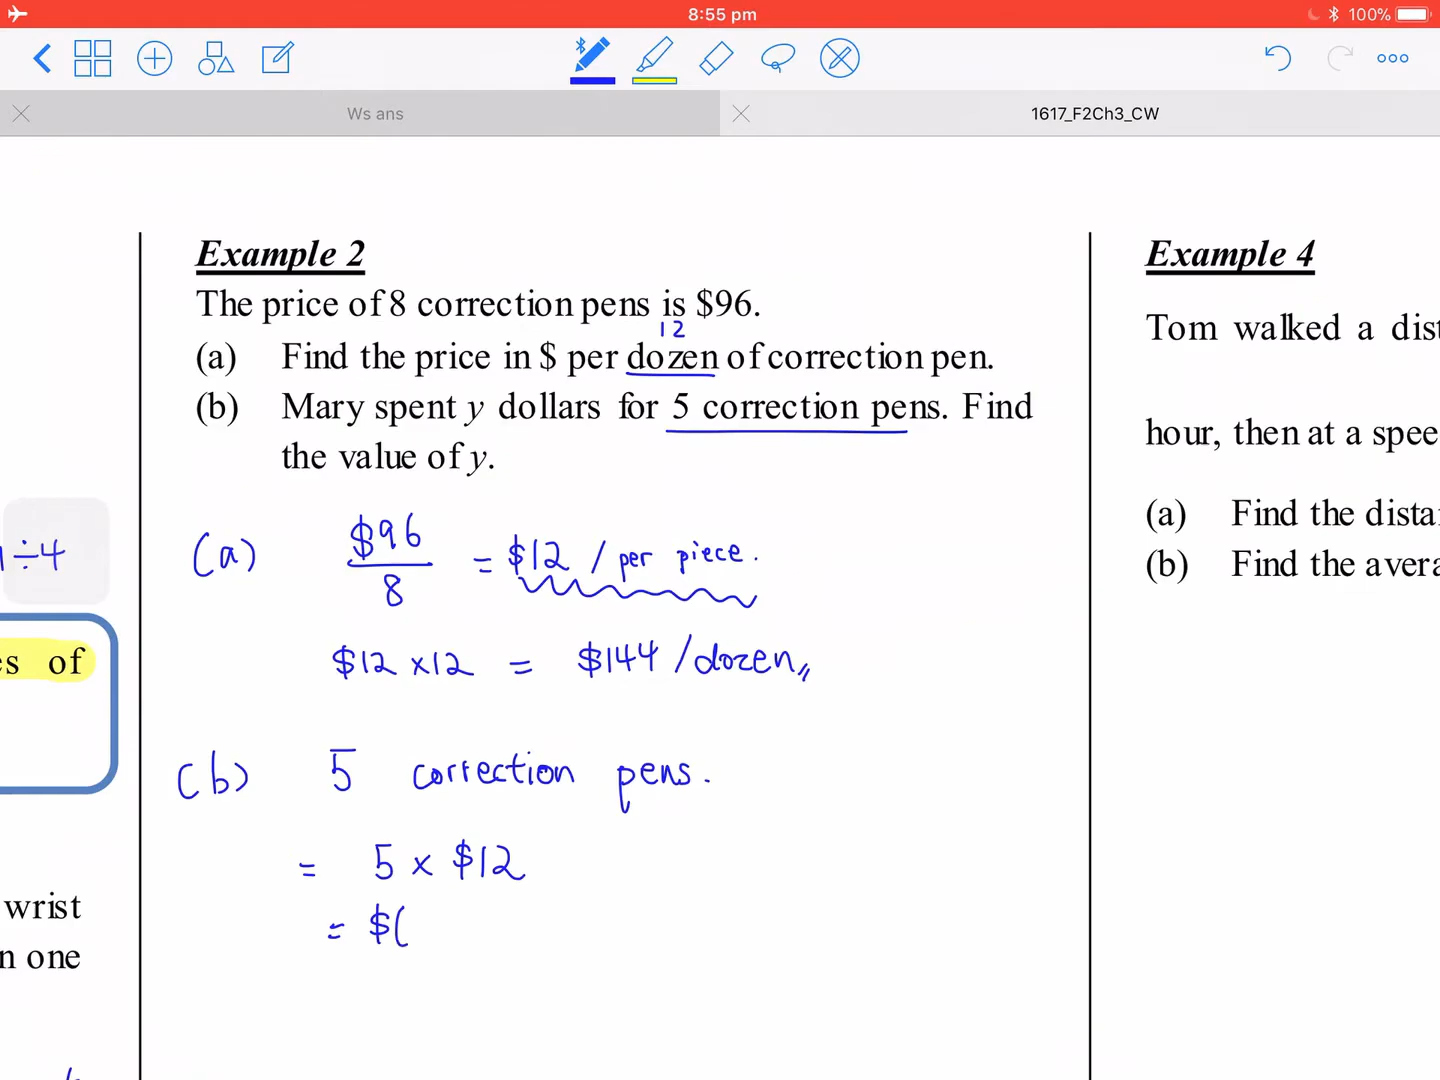 8:55 pm
100%
Ws ans
1617_F2Ch3_CW
÷4
es of
wrist
n one
Example 2
The price of 8 correction pens is $96.
12
(a) Find the price in $ per dozen of correction pen.
(b) Mary spent y dollars for 5 correction pens. Find
the value of y.
(a) $96/8 = $12 / per piece.
$12 ×12 = $144 /dozen
(b) 5 correction pens.
= 5 × $12
= $(
Example 4
Tom walked a dist
hour, then at a spee
(a) Find the dista
(b) Find the avera